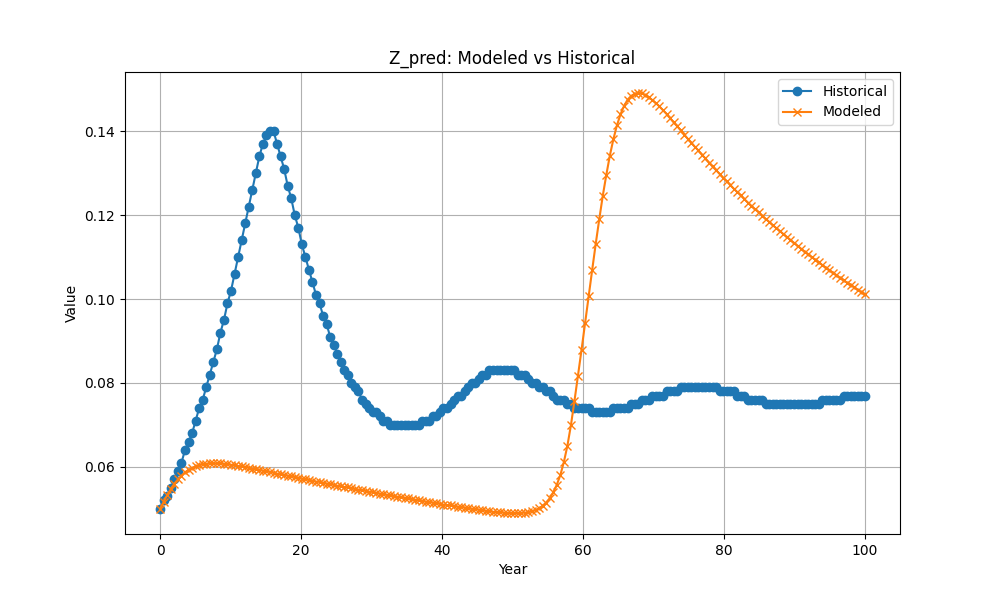 Z_pred: Modeled vs Historical
Historical
Modeled
Value
0.14
0.12
0.10
0.08
0.06
0 20 40 60 80 100
Year